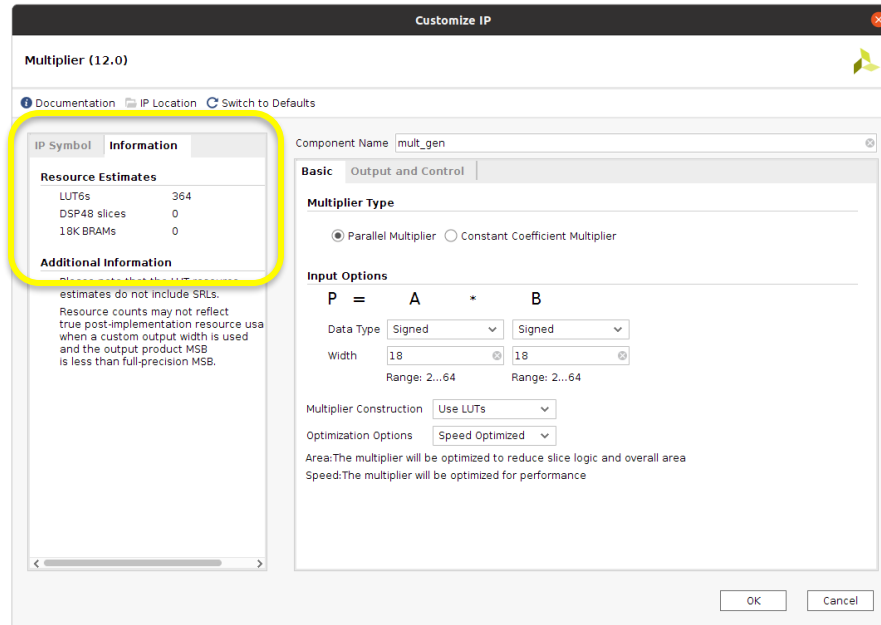 Customize IP
Multiplier (12.0)
Documentation IP Location Switch to Defaults
IP Symbol Information
Resource Estimates
LUT6s 364
DSP48 slices 0
18K BRAMs 0
Additional Information
Please note that the LUT resource
estimates do not include SRLs.
Resource counts may not reflect
true post-implementation resource usa
when a custom output width is used
and the output product MSB
is less than full-precision MSB.
Component Name mult_gen
Basic Output and Control
Multiplier Type
Parallel Multiplier Constant Coefficient Multiplier
Input Options
P = A * B
Data Type Signed Signed
Width 18 18
Range: 2...64 Range: 2...64
Multiplier Construction Use LUTs
Optimization Options Speed Optimized
Area:The multiplier will be optimized to reduce slice logic and overall area
Speed:The multiplier will be optimized for performance
OK Cancel